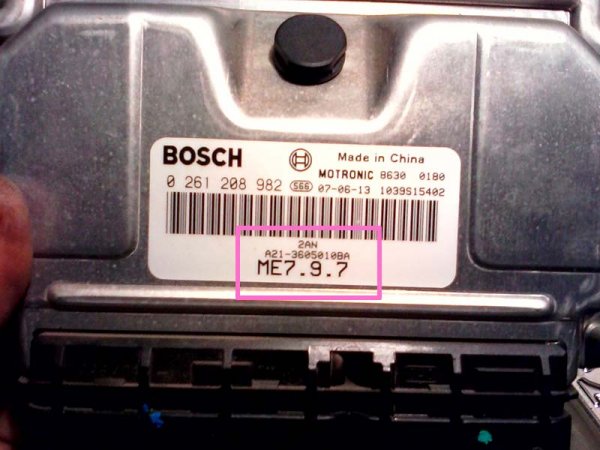 BOSCH
Made in China
MOTRONIC 8630 0180
0 261 208 982 S66 07-06-13 1039S15402
2AN
A21-3605010BA
ME7.9.7